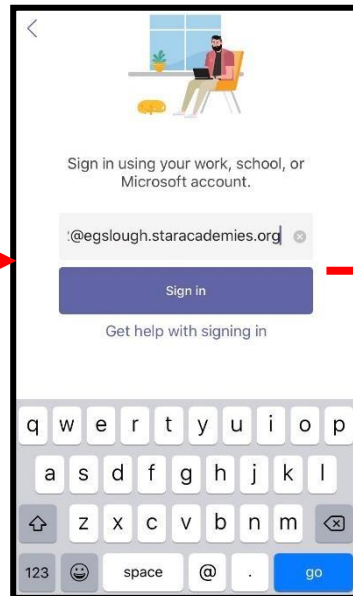 Sign in using your work, school, or
Microsoft account.
:@egslough.staracademies.org
Sign in
Get help with signing in
q w e r t y u i o p
a s d f g h j k l
z x c v b n m
123 space @ . go